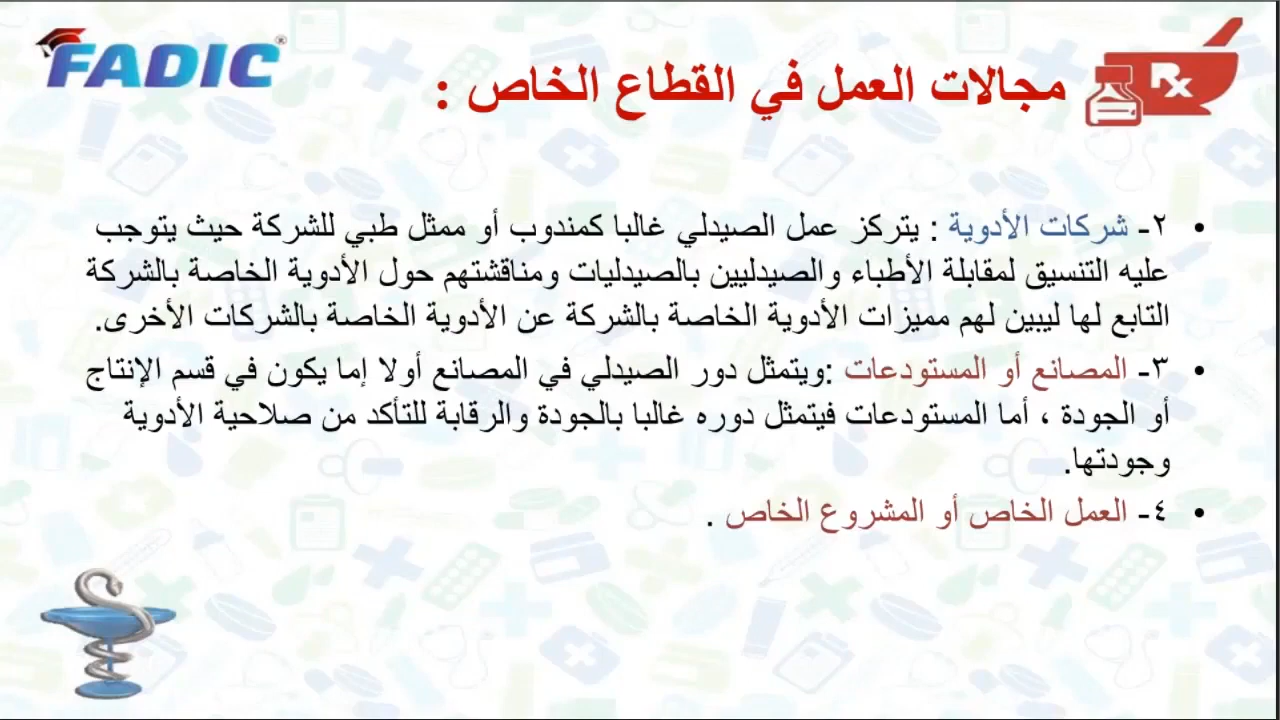 FADIC®
Rx
مجالات العمل في القطاع الخاص :
• ٢- شركات الأدوية : يتركز عمل الصيدلي غالبا كمندوب أو ممثل طبي للشركة حيث يتوجب
عليه التنسيق لمقابلة الأطباء والصيدليين بالصيدليات ومناقشتهم حول الأدوية الخاصة بالشركة
التابع لها ليبين لهم مميزات الأدوية الخاصة بالشركة عن الأدوية الخاصة بالشركات الأخرى.
• ٣- المصانع أو المستودعات :ويتمثل دور الصيدلي في المصانع أولا إما يكون في قسم الإنتاج
أو الجودة ، أما المستودعات فيتمثل دوره غالبا بالجودة والرقابة للتأكد من صلاحية الأدوية
وجودتها.
• ٤- العمل الخاص أو المشروع الخاص .